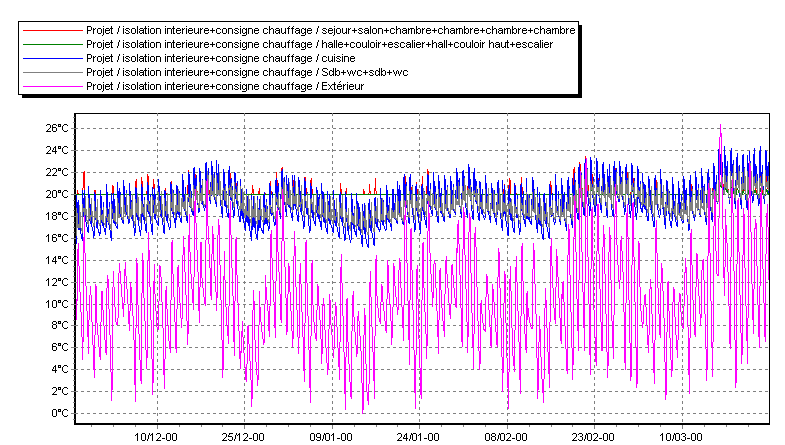 Projet / isolation interieure+consigne chauffage / sejour+salon+chambre+chambre+chambre+chambre
Projet / isolation interieure+consigne chauffage / halle+couloir+escalier+hall+couloir haut+escalier
Projet / isolation interieure+consigne chauffage / cuisine
Projet / isolation interieure+consigne chauffage / Sdb+wc+sdb+wc
Projet / isolation interieure+consigne chauffage / Extérieur
26°C
24°C
22°C
20°C
18°C
16°C
14°C
12°C
10°C
8°C
6°C
4°C
2°C
0°C
10/12-00 25/12-00 09/01-00 24/01-00 08/02-00 23/02-00 10/03-00